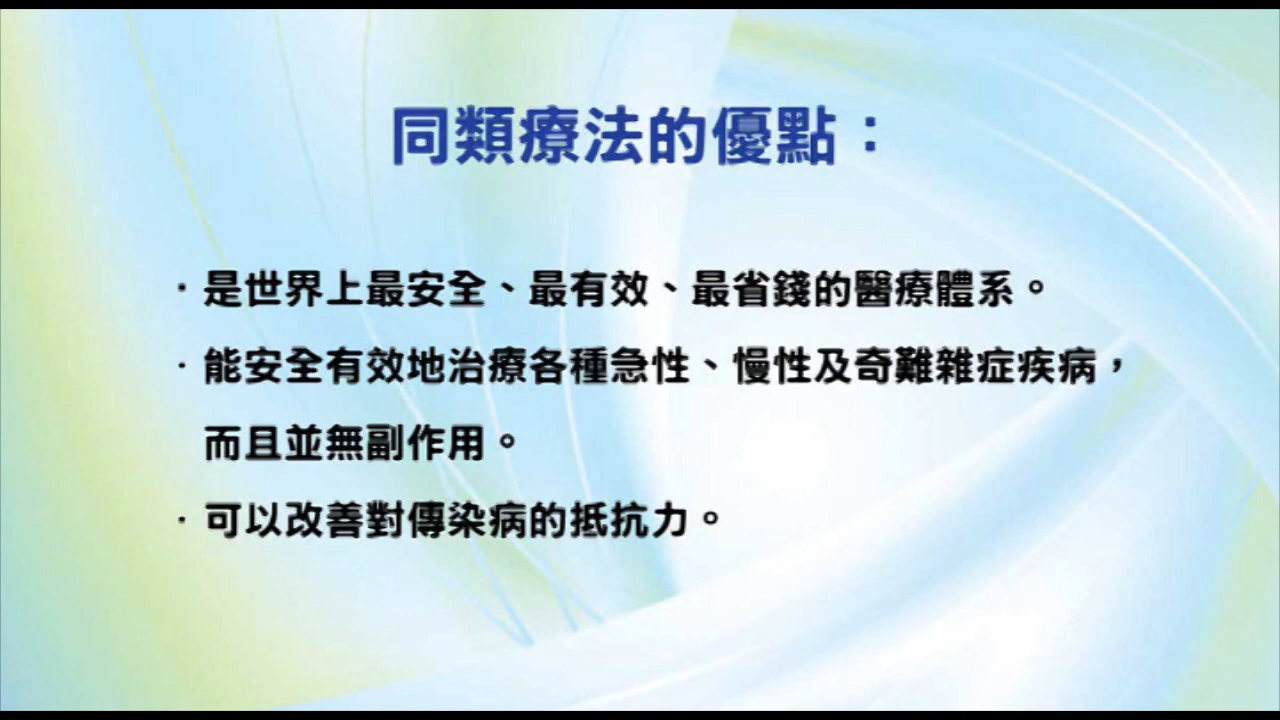 同類療法的優點：
·是世界上最安全、最有效、最省錢的醫療體系。
·能安全有效地治療各種急性、慢性及奇難雜症疾病，
而且並無副作用。
·可以改善對傳染病的抵抗力。